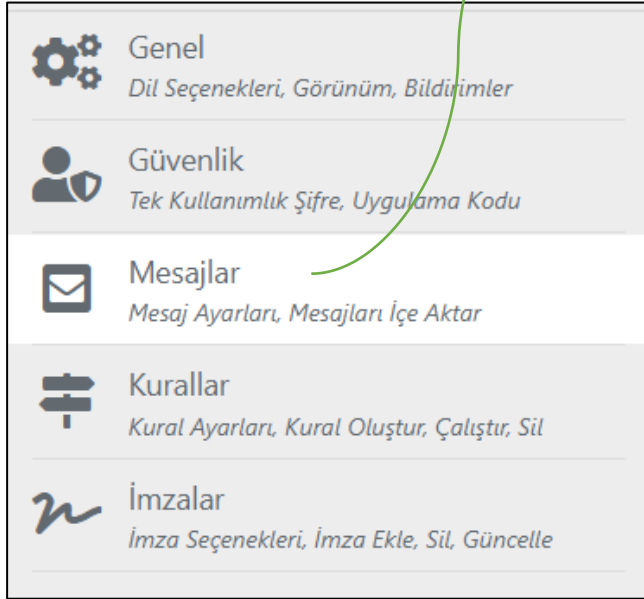 Genel
Dil Seçenekleri, Görünüm, Bildirimler
Güvenlik
Tek Kullanımlık Şifre, Uygulama Kodu
Mesajlar
Mesaj Ayarları, Mesajları İçe Aktar
Kurallar
Kural Ayarları, Kural Oluştur, Çalıştır, Sil
İmzalar
İmza Seçenekleri, İmza Ekle, Sil, Güncelle